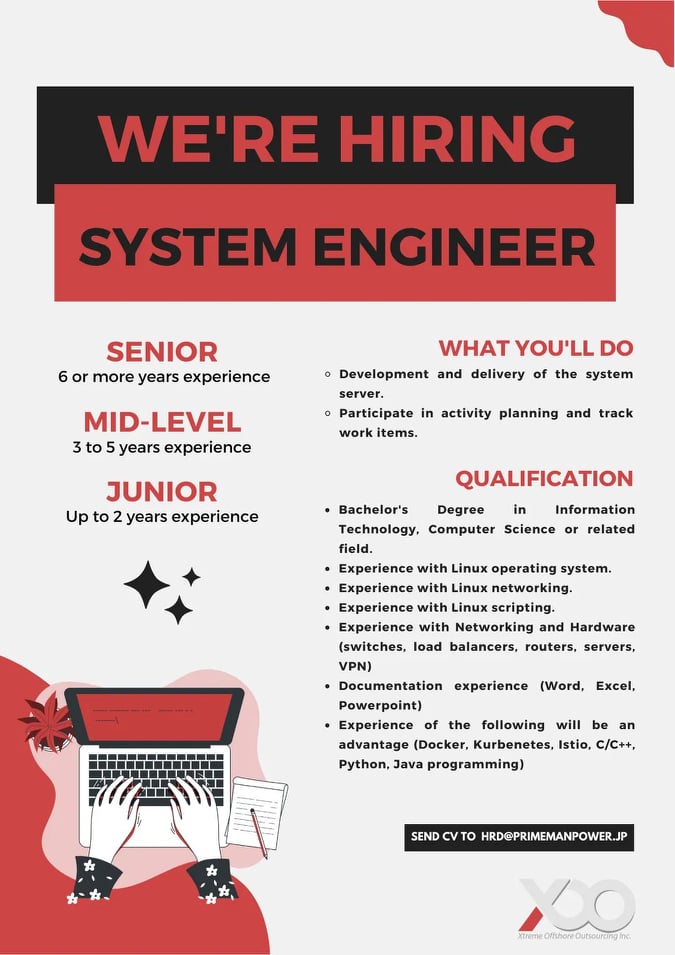 WE'RE HIRING
SYSTEM ENGINEER
SENIOR
6 or more years experience
MID-LEVEL
3 to 5 years experience
JUNIOR
Up to 2 years experience
WHAT YOU'LL DO
Development and delivery of the system
server.
Participate in activity planning and track
work items.
QUALIFICATION
Bachelor's Degree in Information
Technology, Computer Science or related
field.
Experience with Linux operating system.
Experience with Linux networking.
Experience with Linux scripting.
Experience with Networking and Hardware
(switches, load balancers, routers, servers,
VPN)
Documentation experience (Word, Excel,
Powerpoint)
Experience of the following will be an
advantage (Docker, Kurbenetes, Istio, C/C++,
Python, Java programming)
SEND CV TO HRD@PRIMEMANPOWER.JP
XOO
Xtreme Offshore Outsourcing Inc.